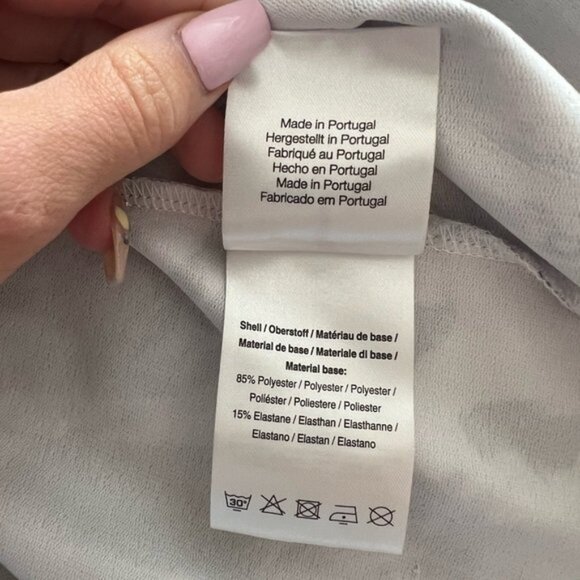 Made in Portugal
Hergestellt in Portugal
Fabriqué au Portugal
Hecho en Portugal
Made in Portugal
Fabricado em Portugal
Shell / Oberstoff / Matériau de base /
Material de base / Materiale di base /
Material base:
85% Polyester / Polyester / Polyester /
Poliéster / Poliestere / Poliester
15% Elastane / Elasthan / Elasthanne /
Elastano / Elastan / Elastano
30°